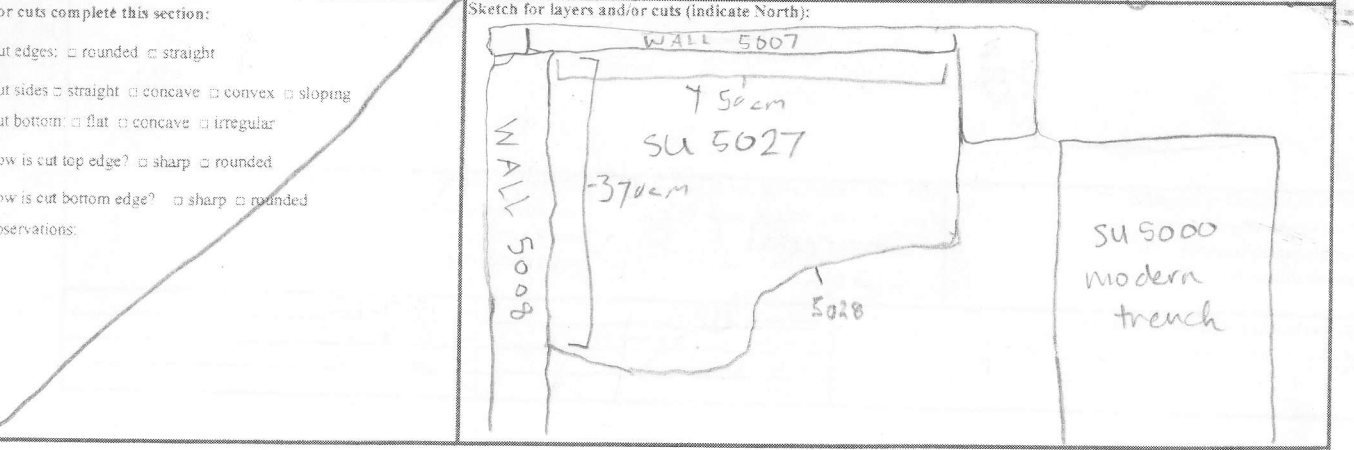 or cuts complete this section:
ut edges: □ rounded □ straight
ut sides □ straight □ concave □ convex □ sloping
ut bottom: □ flat □ concave □ irregular
ow is cut top edge? □ sharp □ rounded
ow is cut bottom edge? □ sharp □ rounded
bservations:
Sketch for layers and/or cuts (indicate North):
WALL 5007
50cm
SU 5027
WALL 5008
370cm
5028
SU 5000
modern
trench